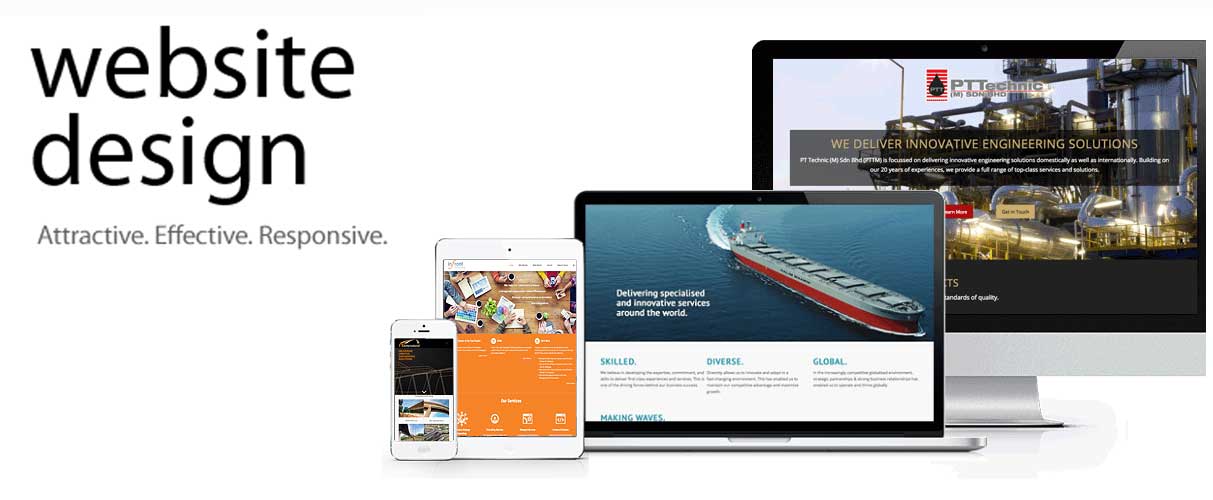 website
design
Attractive. Effective. Responsive.
PTT
PTTechnic
(M) SDN BHD
WE DELIVER INNOVATIVE ENGINEERING SOLUTIONS
PT Technic (M) Sdn Bhd (PTTM) is focussed on delivering innovative engineering solutions domestically as well as internationally. Building on
our 20 years of experiences, we provide a full range of top-class services and solutions.
Learn More
Get in Touch
standards of quality.
Delivering specialised
and innovative services
around the world.
SKILLED.
We believe in developing the expertise, commitment, and
skills to deliver first class experiences and services. This is
one of the driving forces behind our business success.
DIVERSE.
Diversity allows us to innovate and adapt to a
fast-changing environment. This has enabled us to
maintain our competitive advantage and maximize
growth.
GLOBAL.
In the increasingly competitive globalised environment,
strategic partnerships & strong business relationships has
enabled us to operate and thrive globally.
MAKING WAVES.
Our Services